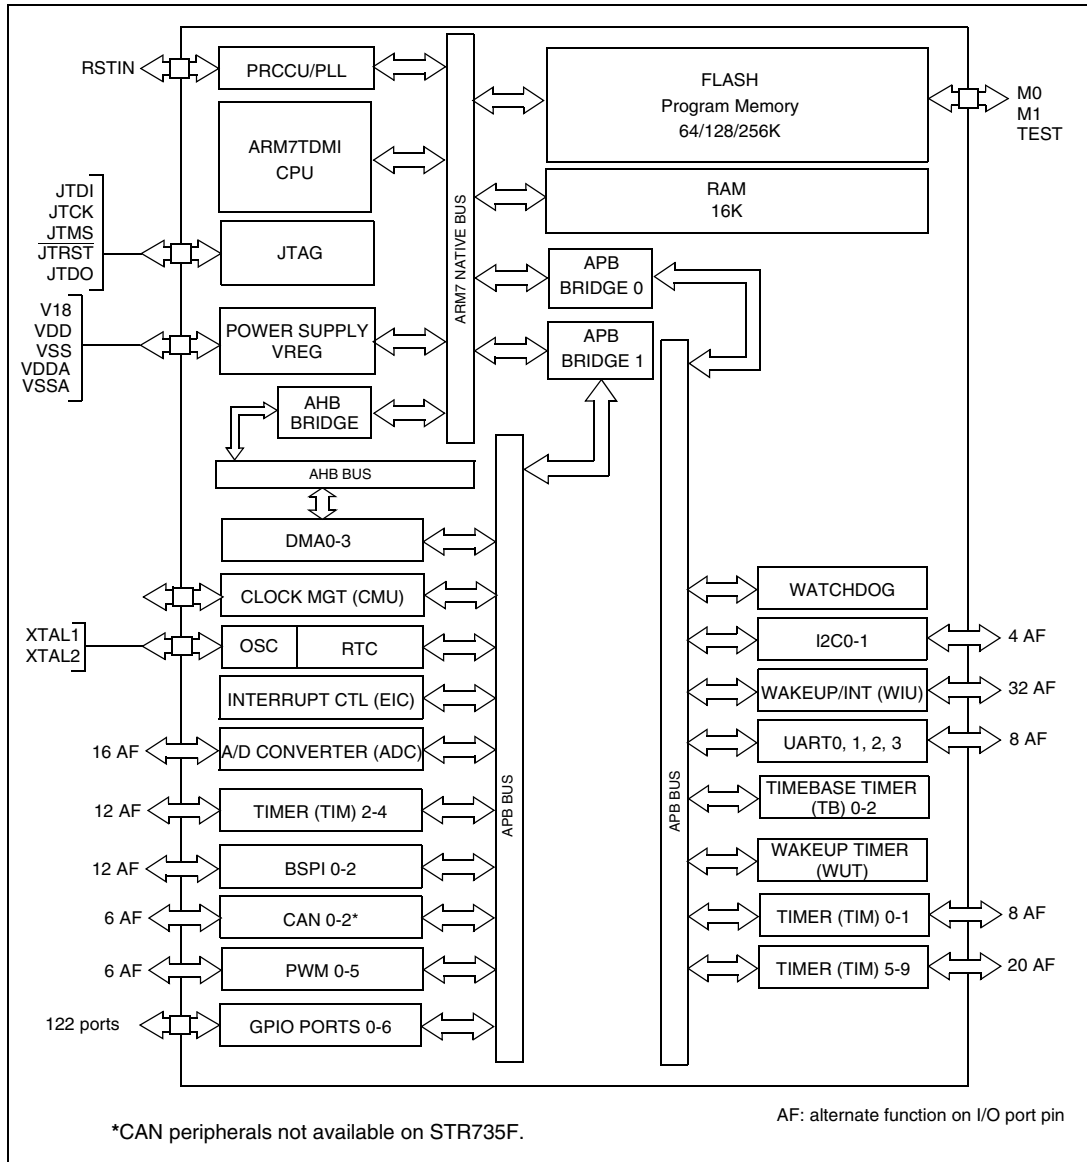 RSTIN
PRCCU/PLL
ARM7TDMI
CPU
JTDI
JTCK
JTMS
JTRST
JTDO
JTAG
V18
VDD
VSS
VDDA
VSSA
POWER SUPPLY
VREG
AHB
BRIDGE
AHB BUS
ARM7 NATIVE BUS
FLASH
Program Memory
64/128/256K
M0
M1
TEST
RAM
16K
APB
BRIDGE 0
APB
BRIDGE 1
DMA0-3
CLOCK MGT (CMU)
XTAL1
XTAL2
OSC
RTC
INTERRUPT CTL (EIC)
16 AF
A/D CONVERTER (ADC)
12 AF
TIMER (TIM) 2-4
12 AF
BSPI 0-2
6 AF
CAN 0-2*
6 AF
PWM 0-5
122 ports
GPIO PORTS 0-6
APB BUS
APB BUS
WATCHDOG
I2C0-1
4 AF
WAKEUP/INT (WIU)
32 AF
UART0, 1, 2, 3
8 AF
TIMEBASE TIMER
(TB) 0-2
WAKEUP TIMER
(WUT)
TIMER (TIM) 0-1
8 AF
TIMER (TIM) 5-9
20 AF
*CAN peripherals not available on STR735F.
AF: alternate function on I/O port pin